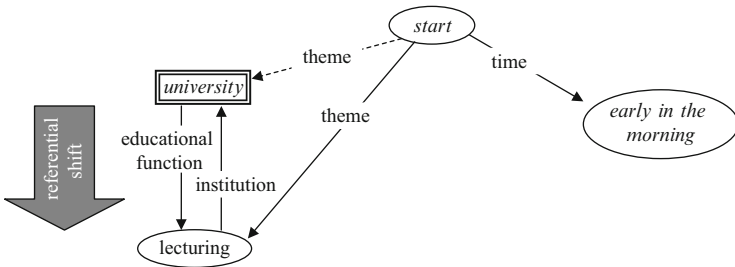 start
theme
time
university
early in the
morning
theme
educational
function
referential
shift
institution
lecturing